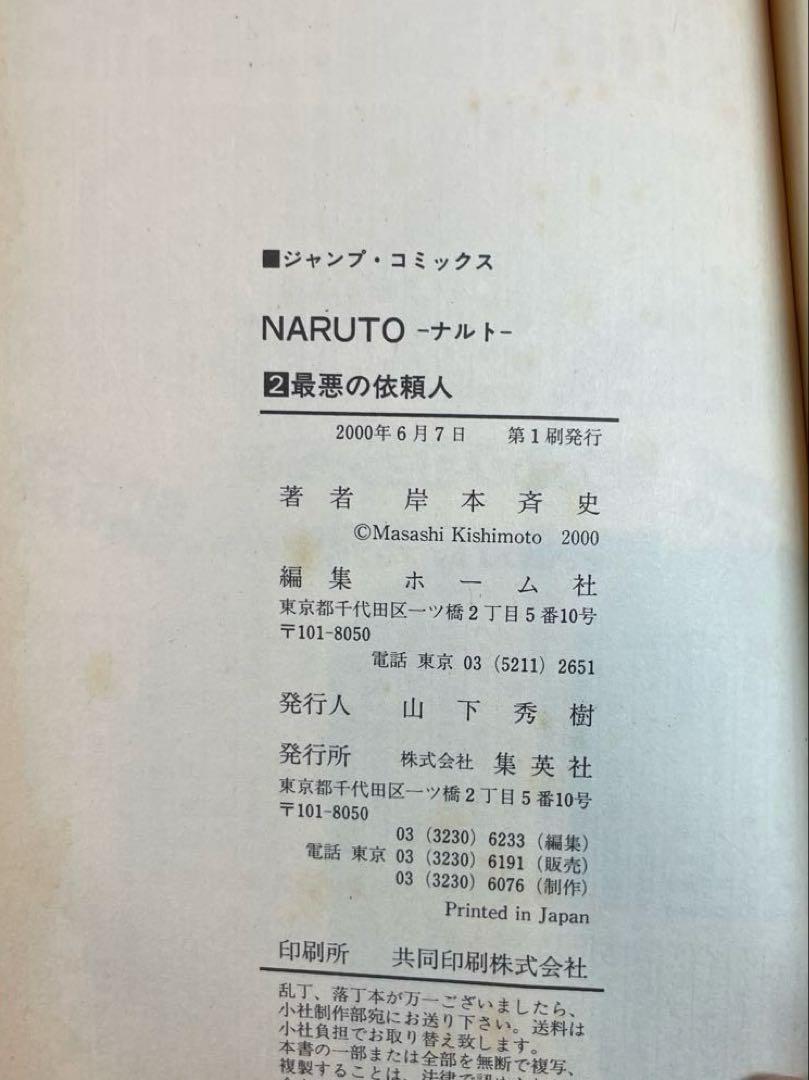 ■ジャンプ・コミックス
NARUTO -ナルト-
2最悪の依頼人
2000年6月7日 第1刷発行
著者 岸本斉史
©Masashi Kishimoto 2000
編集 ホーム社
東京都千代田区一ツ橋2丁目5番10号
〒101-8050
電話 東京 03 (5211) 2651
発行人 山下秀樹
発行所 株式会社 集英社
東京都千代田区一ツ橋2丁目5番10号
〒101-8050
03 (3230) 6233 (編集)
電話 東京 03 (3230) 6191 (販売)
03 (3230) 6076 (制作)
Printed in Japan
印刷所 共同印刷株式会社
乱丁、落丁本が万一ございましたら、
小社制作部宛にお送り下さい。送料は
小社負担でお取り替え致します。
本書の一部または全部を無断で複写、
複製することは、法律で認め